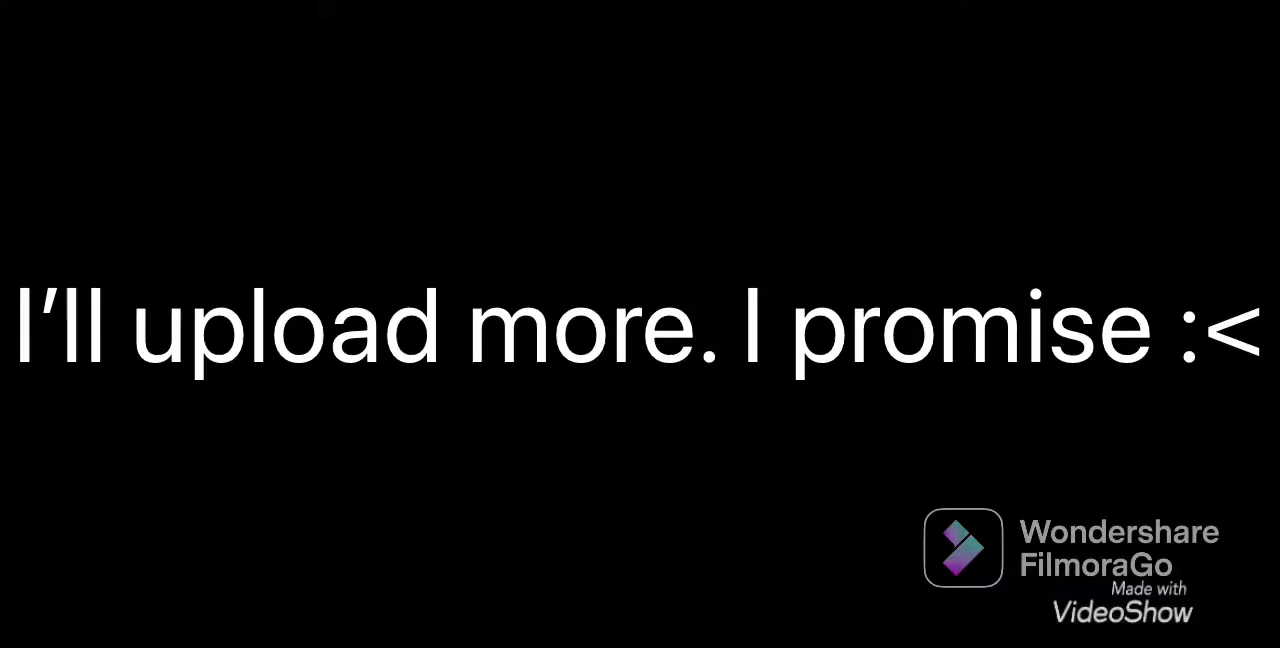 I’ll upload more. I promise :<
Wondershare
FilmoraGo
Made with
VideoShow